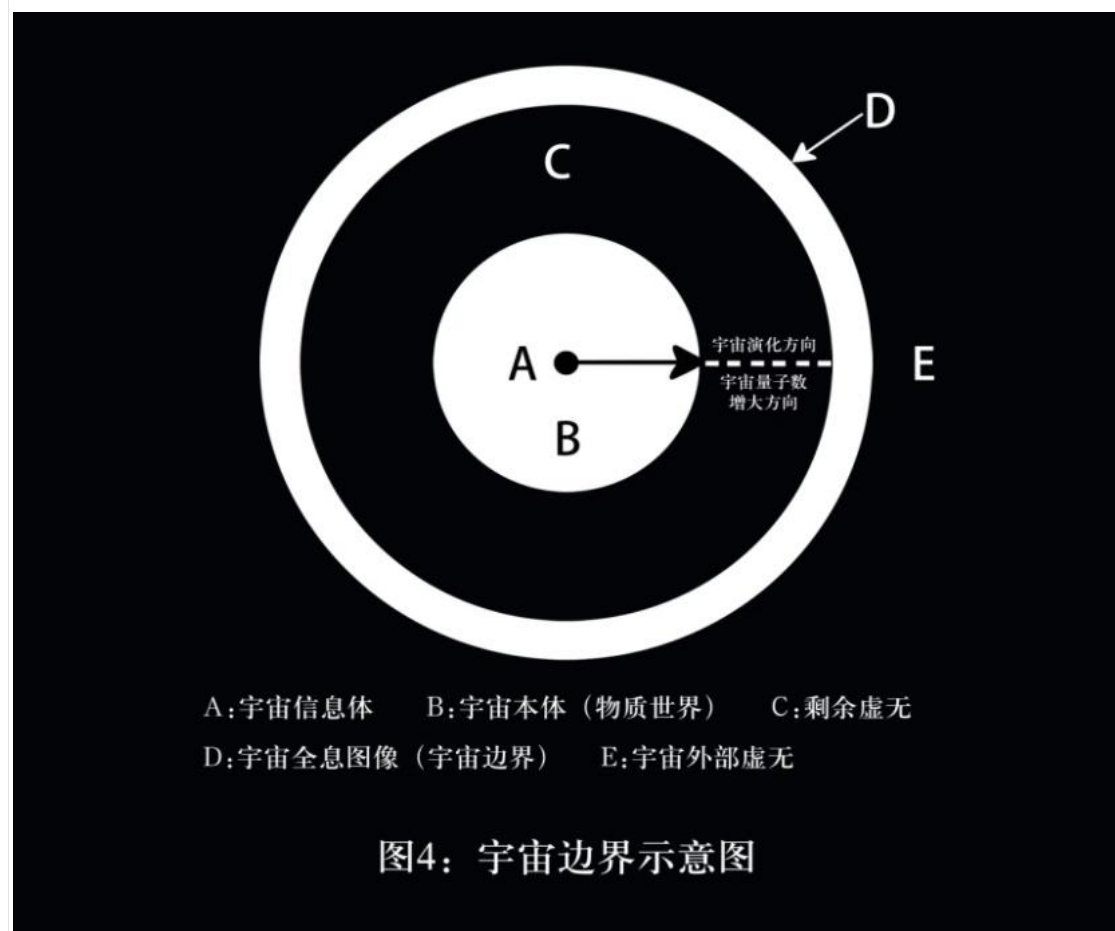 D
C
宇宙演化方向
A
E
宇宙量子数
增大方向
B
A:宇宙信息体 B:宇宙本体（物质世界） C:剩余虚无
D:宇宙全息图像（宇宙边界） E:宇宙外部虚无
图4：宇宙边界示意图